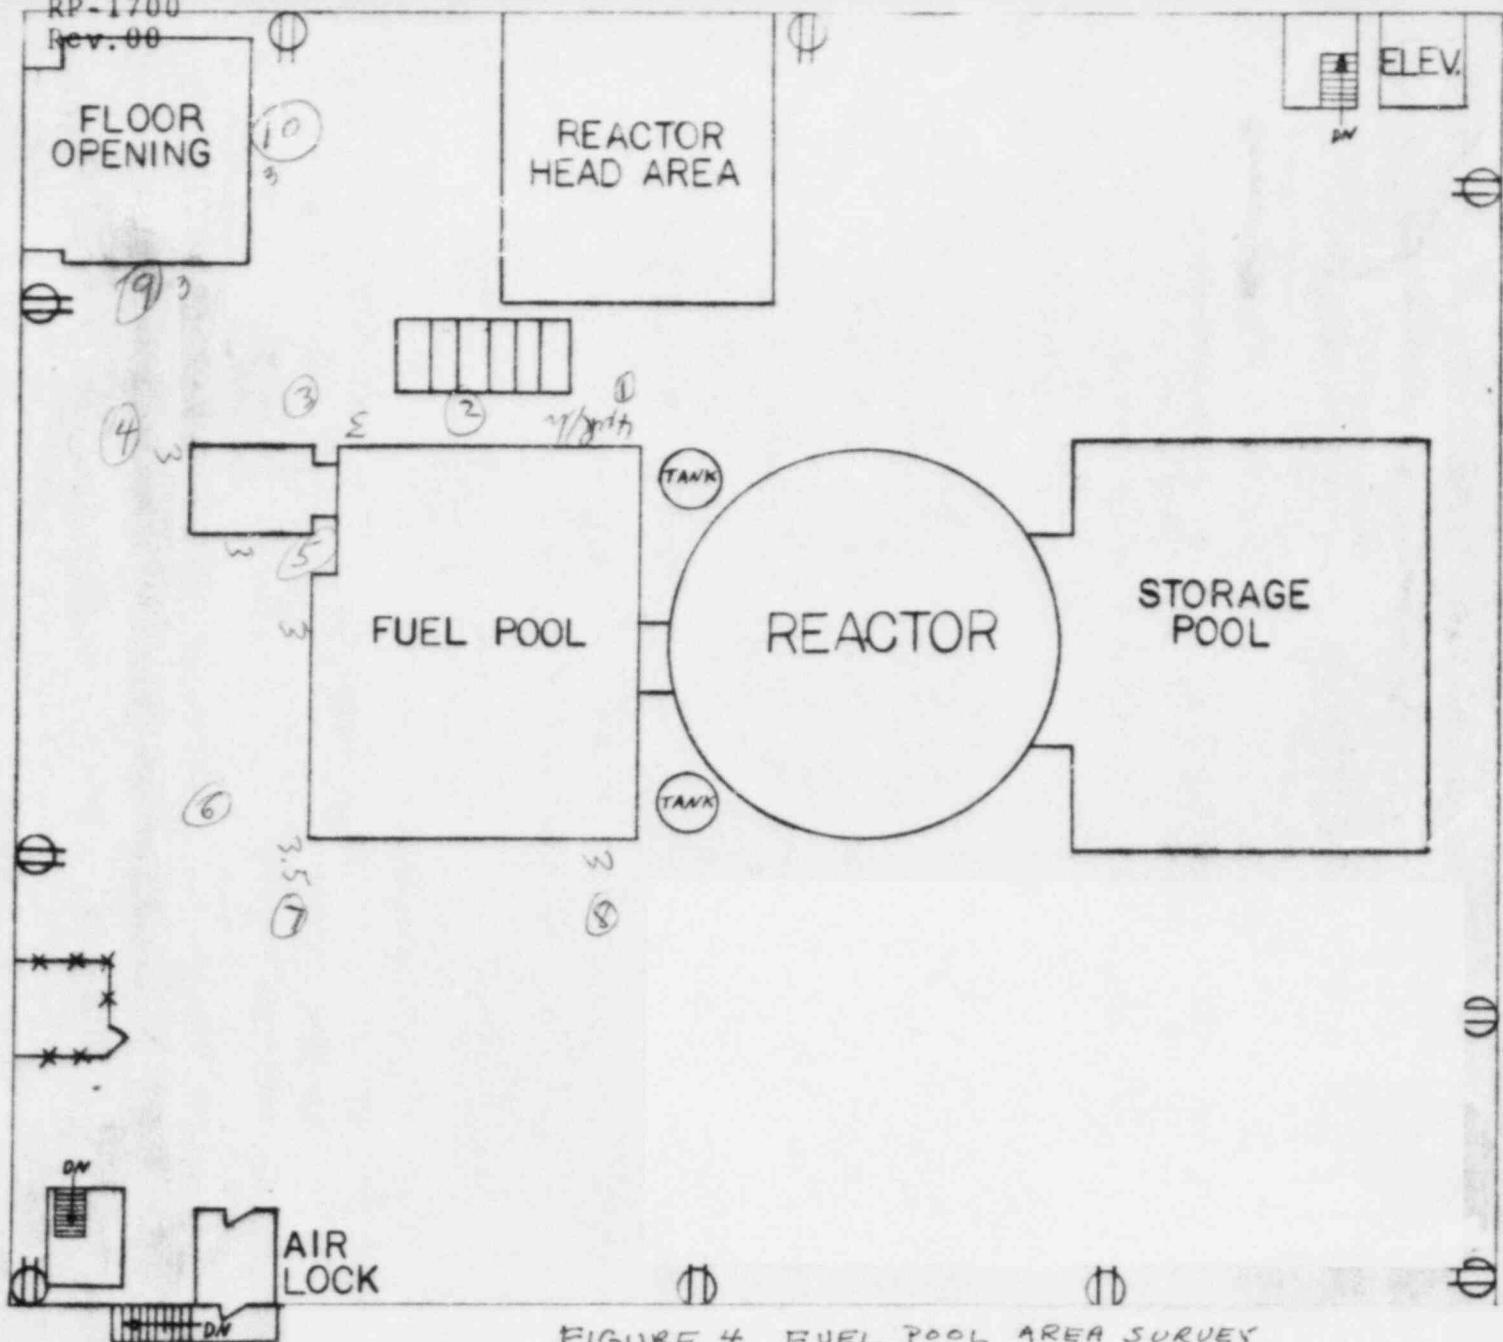 RP-1700
Rev.00
ELEV.
FLOOR
OPENING
10
REACTOR
HEAD AREA
DN
3
9
3
1
3
2
4μR/h
4
3
3
TANK
3
5
STORAGE
POOL
3
FUEL POOL
REACTOR
6
TANK
3.5
3
7
8
DN
AIR
LOCK
DN
FIGURE 4 FUEL POOL AREA SURVEY